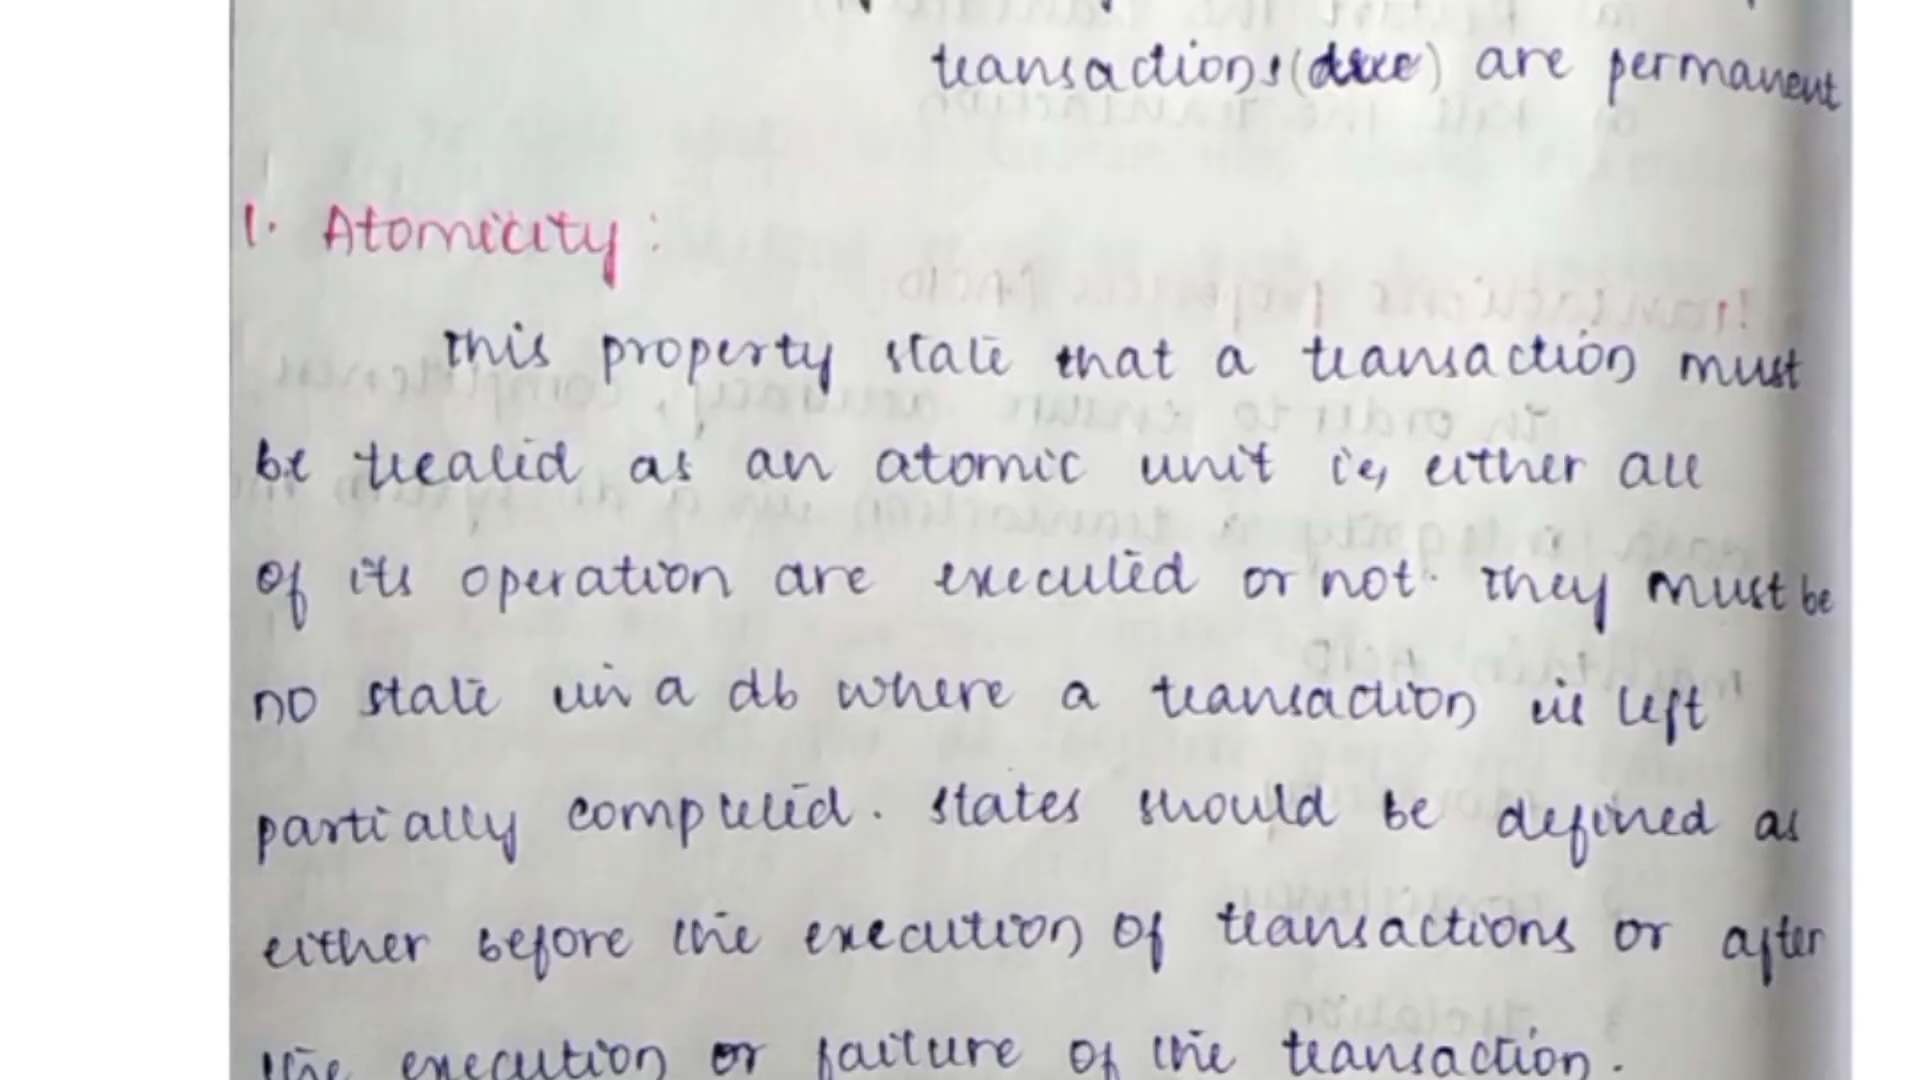 transactions are permanent
1. Atomicity :
This property state that a transaction must
be treated as an atomic unit ie, either all
of its operation are executed or not. They must be
no state in a db where a transaction is left
partially completed. states should be defined as
either before the execution of transactions or after
the execution or failure of the transaction.